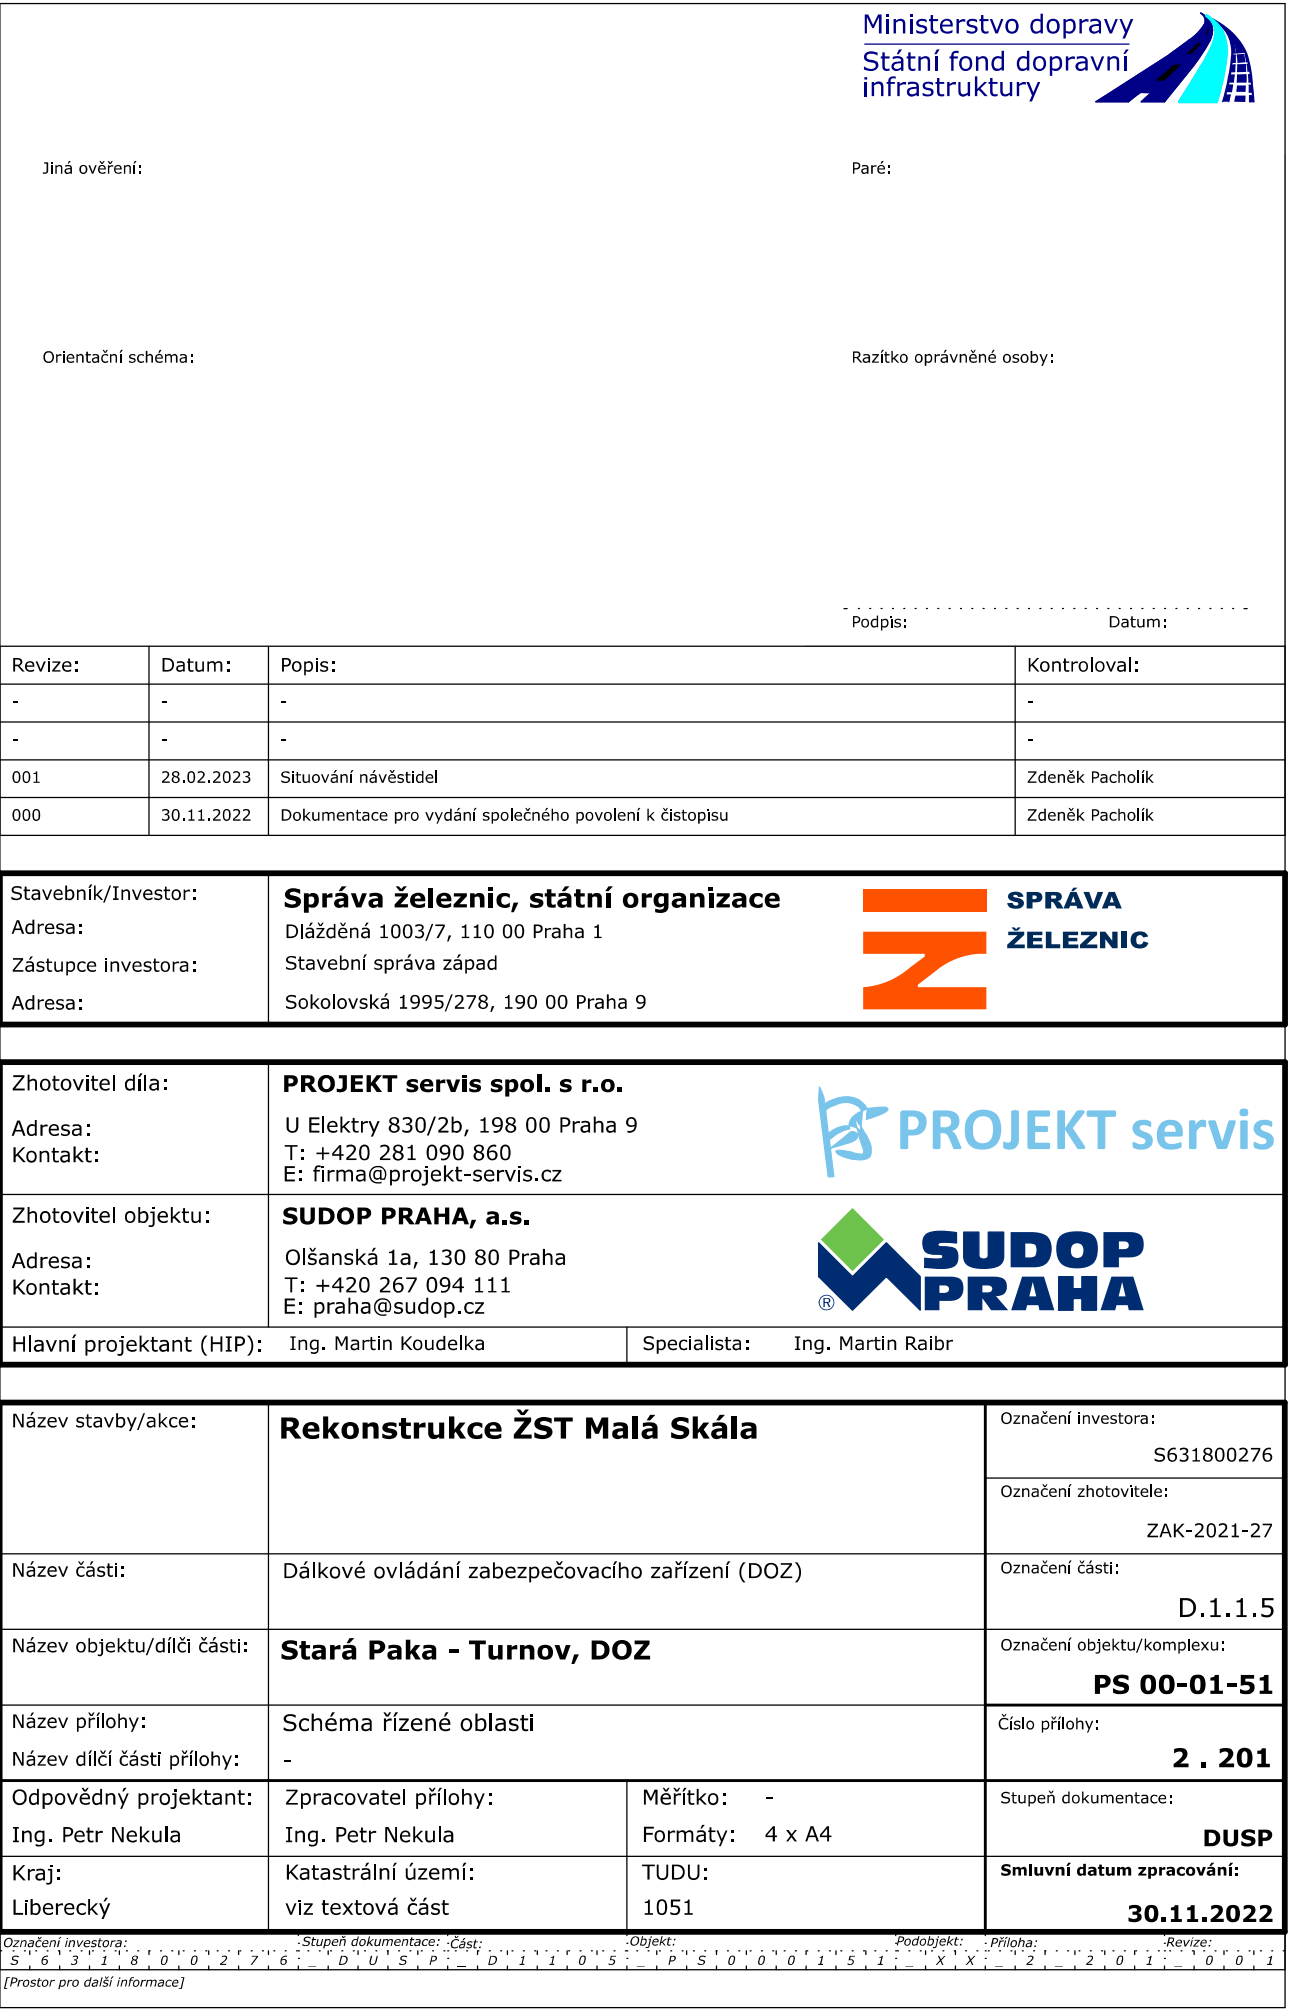 Ministerstvo dopravy
Státní fond dopravní
infrastruktury
Jiná ověření:
Paré:
Orientační schéma:
Razítko oprávněné osoby:
Podpis: Datum:
Revize: Datum: Popis: Kontroloval:
- - - -
- - - -
001 28.02.2023 Situování návěstidel Zdeněk Pacholík
000 30.11.2022 Dokumentace pro vydání společného povolení k čistopisu Zdeněk Pacholík
Stavebník/Investor: Správa železnic, státní organizace
Adresa: Dlážděná 1003/7, 110 00 Praha 1
Zástupce investora: Stavební správa západ
Adresa: Sokolovská 1995/278, 190 00 Praha 9
SPRÁVA
ŽELEZNIC
Zhotovitel díla: PROJEKT servis spol. s r.o.
Adresa: U Elektry 830/2b, 198 00 Praha 9
Kontakt: T: +420 281 090 860
E: firma@projekt-servis.cz
PROJEKT servis
Zhotovitel objektu: SUDOP PRAHA, a.s.
Adresa: Olšanská 1a, 130 80 Praha
Kontakt: T: +420 267 094 111
E: praha@sudop.cz
SUDOP
PRAHA
®
Hlavní projektant (HIP): Ing. Martin Koudelka Specialista: Ing. Martin Raibr
Název stavby/akce: Rekonstrukce ŽST Malá Skála
Označení investora:
S631800276
Označení zhotovitele:
ZAK-2021-27
Název části: Dálkové ovládání zabezpečovacího zařízení (DOZ)
Označení části:
D.1.1.5
Název objektu/dílči části: Stará Paka - Turnov, DOZ
Označení objektu/komplexu:
PS 00-01-51
Název přílohy: Schéma řízené oblasti
Název dílčí části přílohy: -
Číslo přílohy:
2 . 201
Odpovědný projektant: Zpracovatel přílohy: Měřítko: -
Ing. Petr Nekula Ing. Petr Nekula Formáty: 4 x A4
Stupeň dokumentace:
DUSP
Kraj: Katastrální území: TUDU:
Liberecký viz textová část 1051
Smluvní datum zpracování:
30.11.2022
Označení investora: Stupeň dokumentace: Část: Objekt: Podobjekt: Příloha: Revize:
S 6 3 1 8 0 0 2 7 6 _ D U S P _ D 1 1 0 5 _ P S 0 0 0 1 5 1 _ X X _ 2 _ 2 0 1 _ 0 0 1
[Prostor pro další informace]